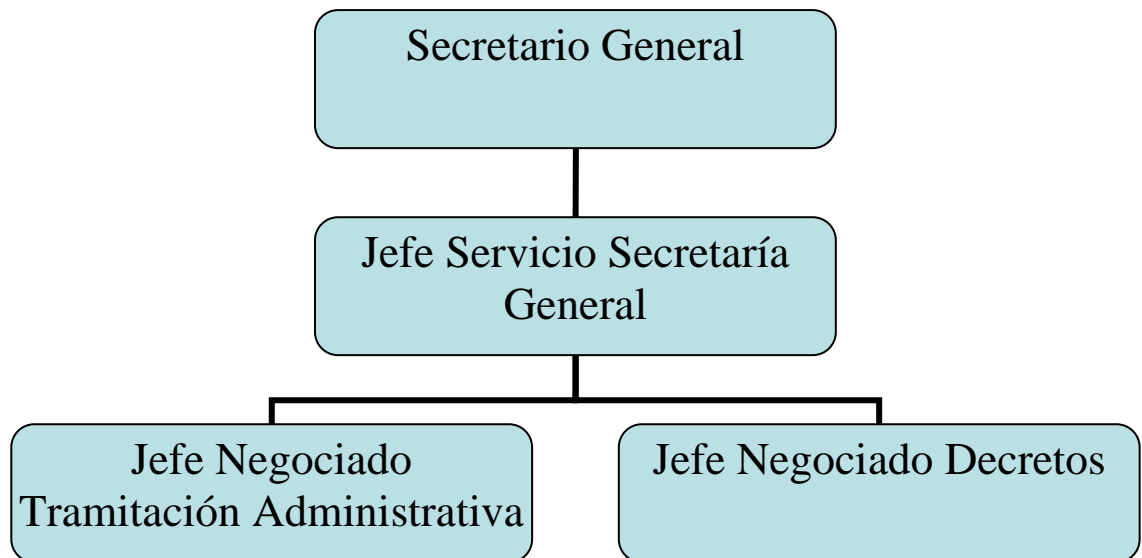 Secretario General
Jefe Servicio Secretaría
General
Jefe Negociado
Tramitación Administrativa
Jefe Negociado Decretos